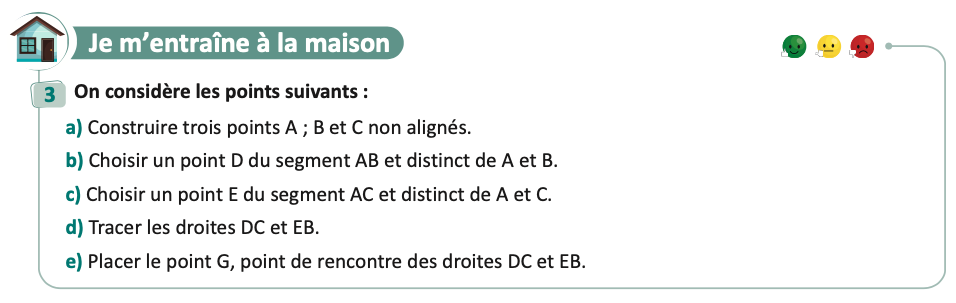 Je m’entraîne à la maison
3 On considère les points suivants :
a) Construire trois points A ; B et C non alignés.
b) Choisir un point D du segment AB et distinct de A et B.
c) Choisir un point E du segment AC et distinct de A et C.
d) Tracer les droites DC et EB.
e) Placer le point G, point de rencontre des droites DC et EB.